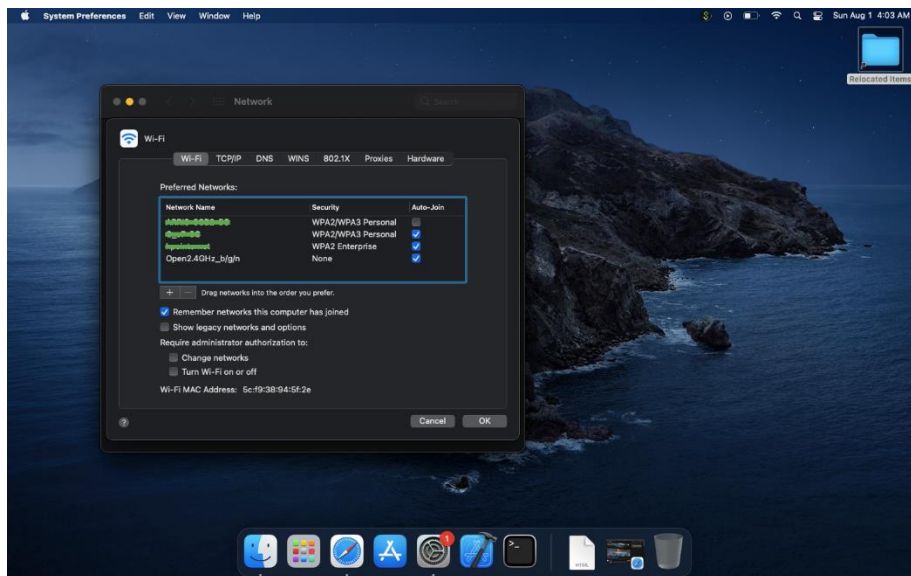 System Preferences Edit View Window Help
Sun Aug 1 4:03 AM
Relocated Items
Network
Search
Wi-Fi
Wi-Fi TCP/IP DNS WINS 802.1X Proxies Hardware
Preferred Networks:
Network Name Security Auto-Join
WPA2/WPA3 Personal
WPA2/WPA3 Personal
WPA2 Enterprise
Open2.4GHz_b/g/n None
+ − Drag networks into the order you prefer.
Remember networks this computer has joined
Show legacy networks and options
Require administrator authorization to:
Change networks
Turn Wi-Fi on or off
Wi-Fi MAC Address: 5c:f9:38:94:5f:2e
? Cancel OK
1
HTML